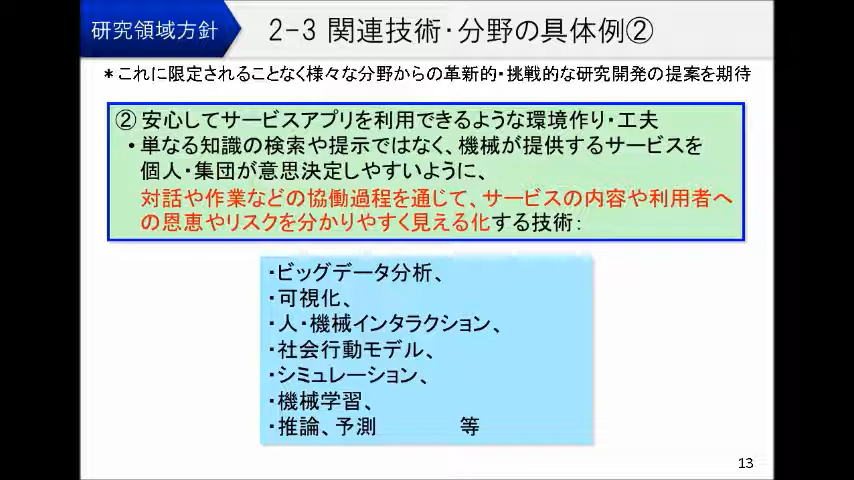 研究領域方針
2-3 関連技術・分野の具体例②
*これに限定されることなく様々な分野からの革新的・挑戦的な研究開発の提案を期待
② 安心してサービスアプリを利用できるような環境作り・工夫
・単なる知識の検索や提示ではなく、機械が提供するサービスを
個人・集団が意思決定しやすいように、
対話や作業などの協働過程を通じて、サービスの内容や利用者へ
の恩恵やリスクを分かりやすく見える化する技術：
・ビッグデータ分析、
・可視化、
・人・機械インタラクション、
・社会行動モデル、
・シミュレーション、
・機械学習、
・推論、予測 等
13